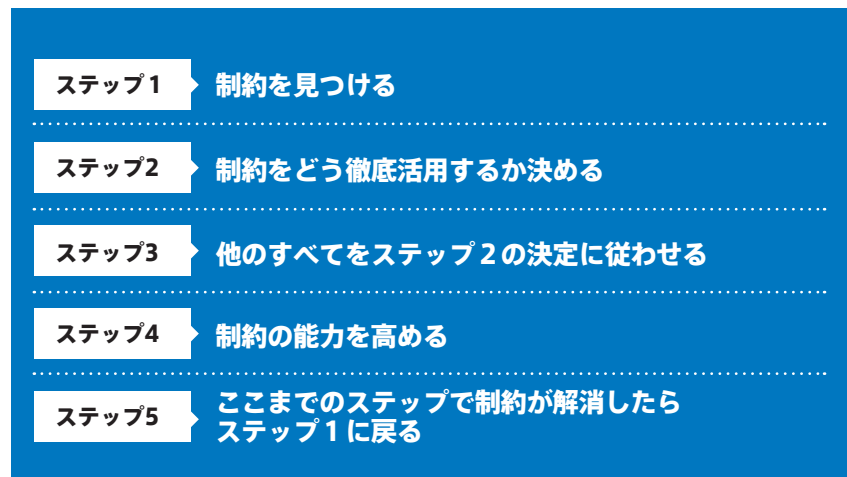 ステップ1
制約を見つける
ステップ2
制約をどう徹底活用するか決める
ステップ3
他のすべてをステップ2の決定に従わせる
ステップ4
制約の能力を高める
ステップ5
ここまでのステップで制約が解消したら
ステップ1に戻る